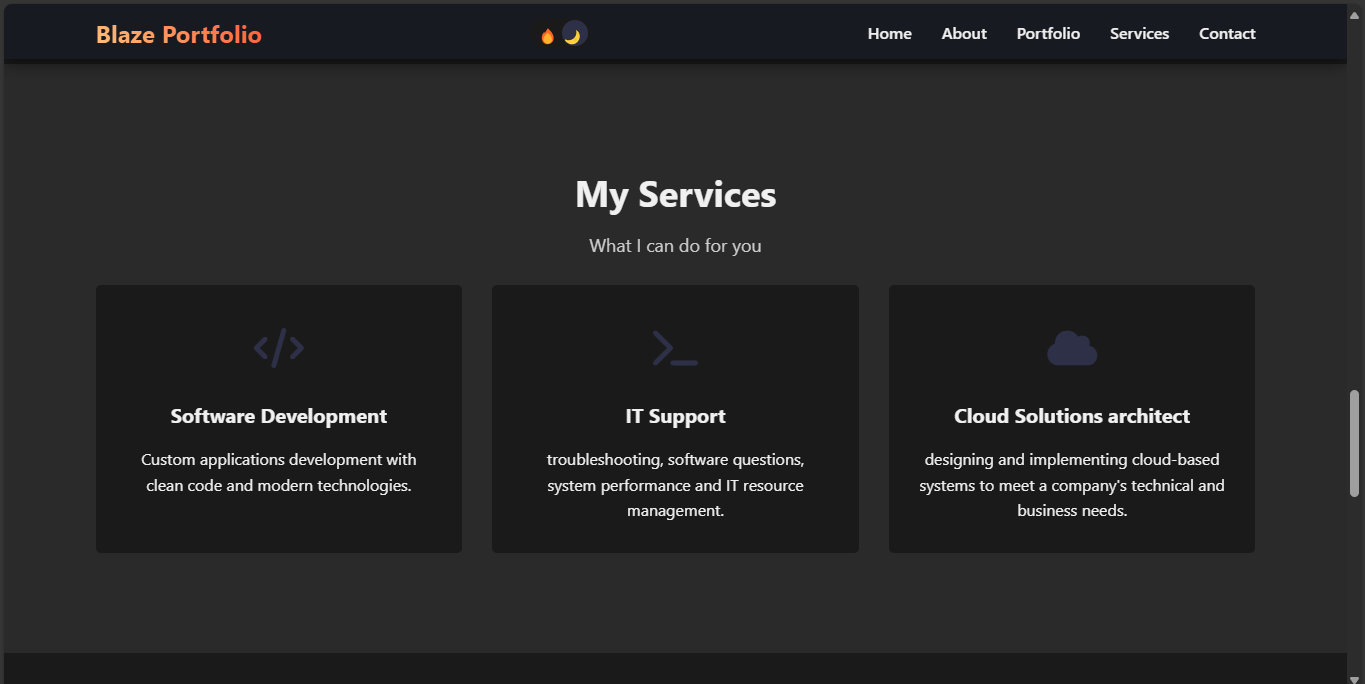 Blaze Portfolio
Home
About
Portfolio
Services
Contact
My Services
What I can do for you
Software Development
Custom applications development with
clean code and modern technologies.
IT Support
troubleshooting, software questions,
system performance and IT resource
management.
Cloud Solutions architect
designing and implementing cloud-based
systems to meet a company's technical and
business needs.